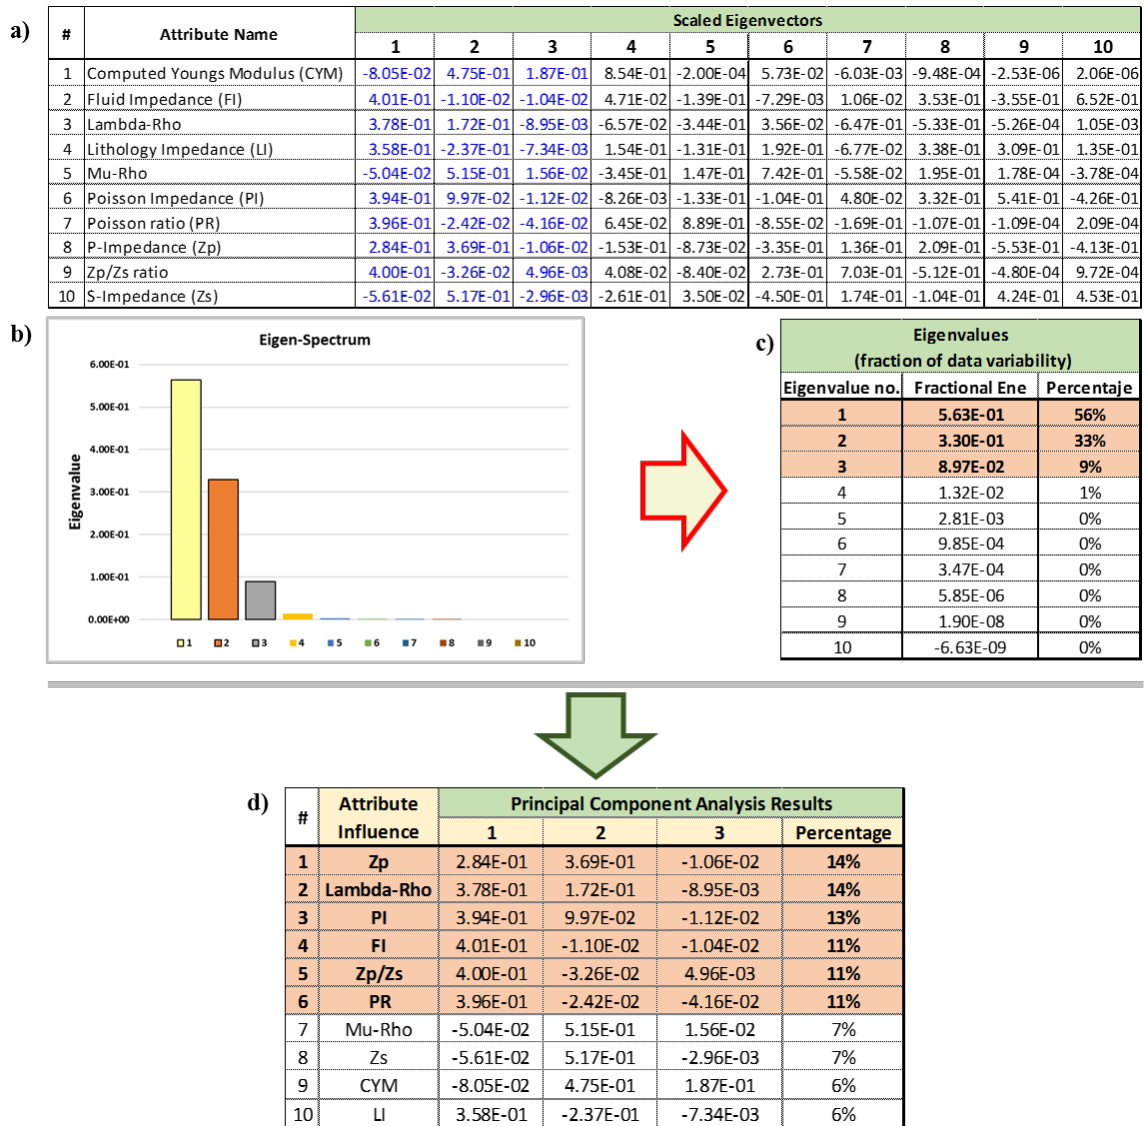 a)
# Attribute Name Scaled Eigenvectors
1 2 3 4 5 6 7 8 9 10
1 Computed Youngs Modulus (CYM) -8.05E-02 4.75E-01 1.87E-01 8.54E-01 -2.00E-04 5.73E-02 -6.03E-03 -9.48E-04 -2.53E-06 2.06E-06
2 Fluid Impedance (FI) 4.01E-01 -1.10E-02 -1.04E-02 4.71E-02 -1.39E-01 -7.29E-03 1.06E-02 3.53E-01 -3.55E-01 6.52E-01
3 Lambda-Rho 3.78E-01 1.72E-01 -8.95E-03 -6.57E-02 -3.44E-01 3.56E-02 -6.47E-01 -5.33E-01 -5.26E-04 1.05E-03
4 Lithology Impedance (LI) 3.58E-01 -2.37E-01 -7.34E-03 1.54E-01 -1.31E-01 1.92E-01 -6.77E-02 3.38E-01 3.09E-01 1.35E-01
5 Mu-Rho -5.04E-02 5.15E-01 1.56E-02 -3.45E-01 1.47E-01 7.42E-01 -5.58E-02 1.95E-01 1.78E-04 -3.78E-04
6 Poisson Impedance (PI) 3.94E-01 9.97E-02 -1.12E-02 -8.26E-03 -1.33E-01 -1.04E-01 4.80E-02 3.32E-01 5.41E-01 -4.26E-01
7 Poisson ratio (PR) 3.96E-01 -2.42E-02 -4.16E-02 6.45E-02 8.89E-01 -8.55E-02 -1.69E-01 -1.07E-01 -1.09E-04 2.09E-04
8 P-Impedance (Zp) 2.84E-01 3.69E-01 -1.06E-02 -1.53E-01 -8.73E-02 -3.35E-01 1.36E-01 2.09E-01 -5.53E-01 -4.13E-01
9 Zp/Zs ratio 4.00E-01 -3.26E-02 4.96E-03 4.08E-02 -8.40E-02 2.73E-01 7.03E-01 -5.12E-01 -4.80E-04 9.72E-04
10 S-Impedance (Zs) -5.61E-02 5.17E-01 -2.96E-03 -2.61E-01 3.50E-02 -4.50E-01 1.74E-01 -1.04E-01 4.24E-01 4.53E-01
b)
Eigen-Spectrum
Eigenvalue
6.00E-01
5.00E-01
4.00E-01
3.00E-01
2.00E-01
1.00E-01
0.00E+00
1 2 3 4 5 6 7 8 9 10
c)
Eigenvalues
(fraction of data variability)
Eigenvalue no. Fractional Ene Percentaje
1 5.63E-01 56%
2 3.30E-01 33%
3 8.97E-02 9%
4 1.32E-02 1%
5 2.81E-03 0%
6 9.85E-04 0%
7 3.47E-04 0%
8 5.85E-06 0%
9 1.90E-08 0%
10 -6.63E-09 0%
d)
# Attribute Influence Principal Component Analysis Results
1 2 3 Percentage
1 Zp 2.84E-01 3.69E-01 -1.06E-02 14%
2 Lambda-Rho 3.78E-01 1.72E-01 -8.95E-03 14%
3 PI 3.94E-01 9.97E-02 -1.12E-02 13%
4 FI 4.01E-01 -1.10E-02 -1.04E-02 11%
5 Zp/Zs 4.00E-01 -3.26E-02 4.96E-03 11%
6 PR 3.96E-01 -2.42E-02 -4.16E-02 11%
7 Mu-Rho -5.04E-02 5.15E-01 1.56E-02 7%
8 Zs -5.61E-02 5.17E-01 -2.96E-03 7%
9 CYM -8.05E-02 4.75E-01 1.87E-01 6%
10 LI 3.58E-01 -2.37E-01 -7.34E-03 6%